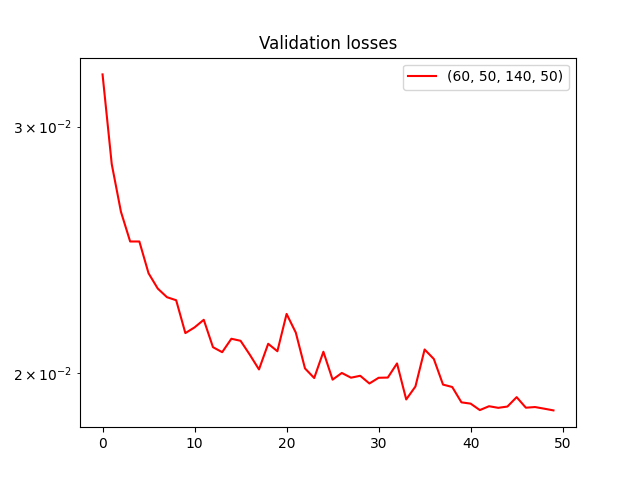 Validation losses
(60, 50, 140, 50)
3 × 10⁻²
2 × 10⁻²
0 10 20 30 40 50